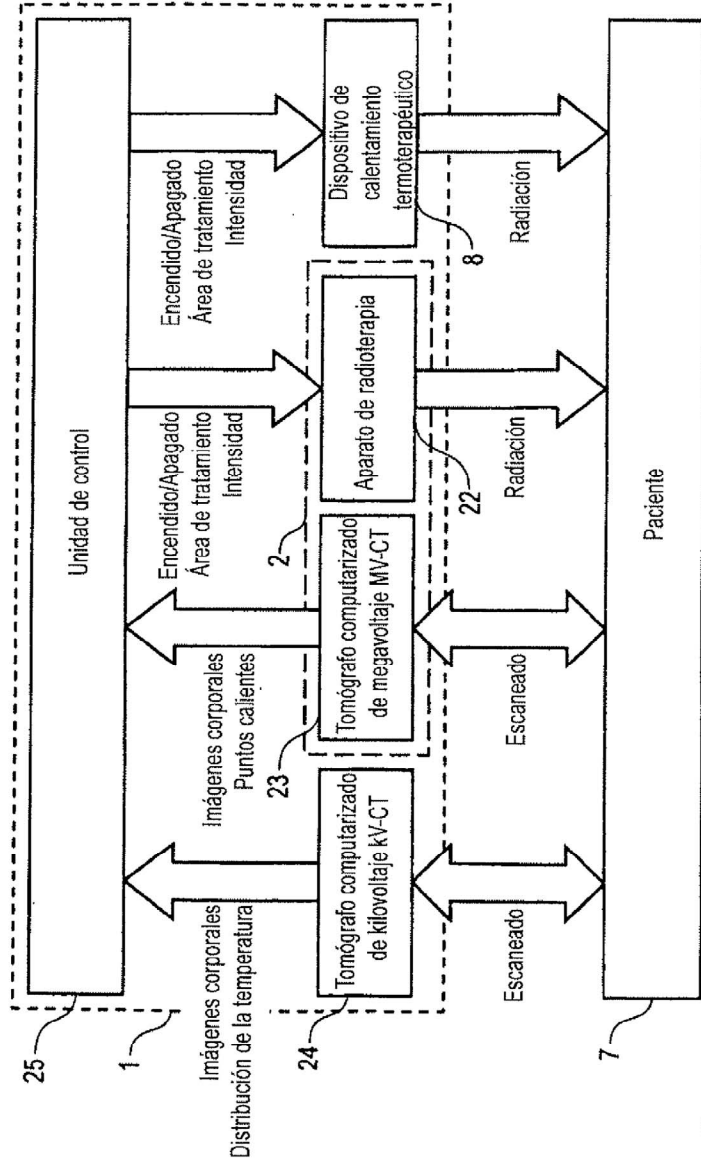 25
Unidad de control
1
Imágenes corporales
Distribución de la temperatura
Imágenes corporales
Puntos calientes
Encendido/Apagado
Área de tratamiento
Intensidad
Encendido/Apagado
Área de tratamiento
Intensidad
24
Tomógrafo computarizado
de kilovoltaje kV-CT
23
Tomógrafo computarizado
de megavoltaje MV-CT
2
Aparato de radioterapia
22
Dispositivo de
calentamiento
termoterapéutico
8
Escaneado
Escaneado
Radiación
Radiación
7
Paciente